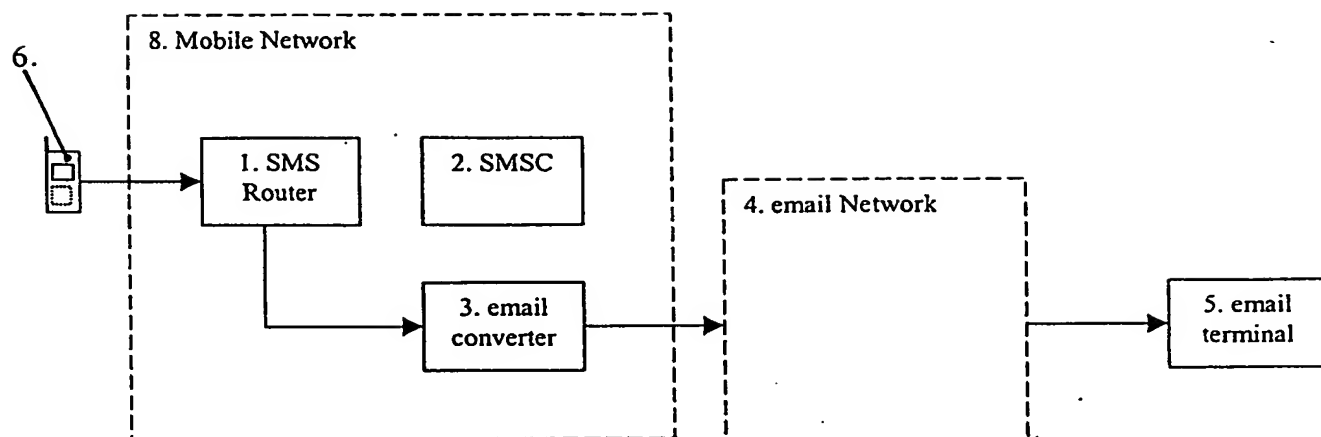 8. Mobile Network
6.
1. SMS
Router
2. SMSC
4. email Network
3. email
converter
5. email
terminal